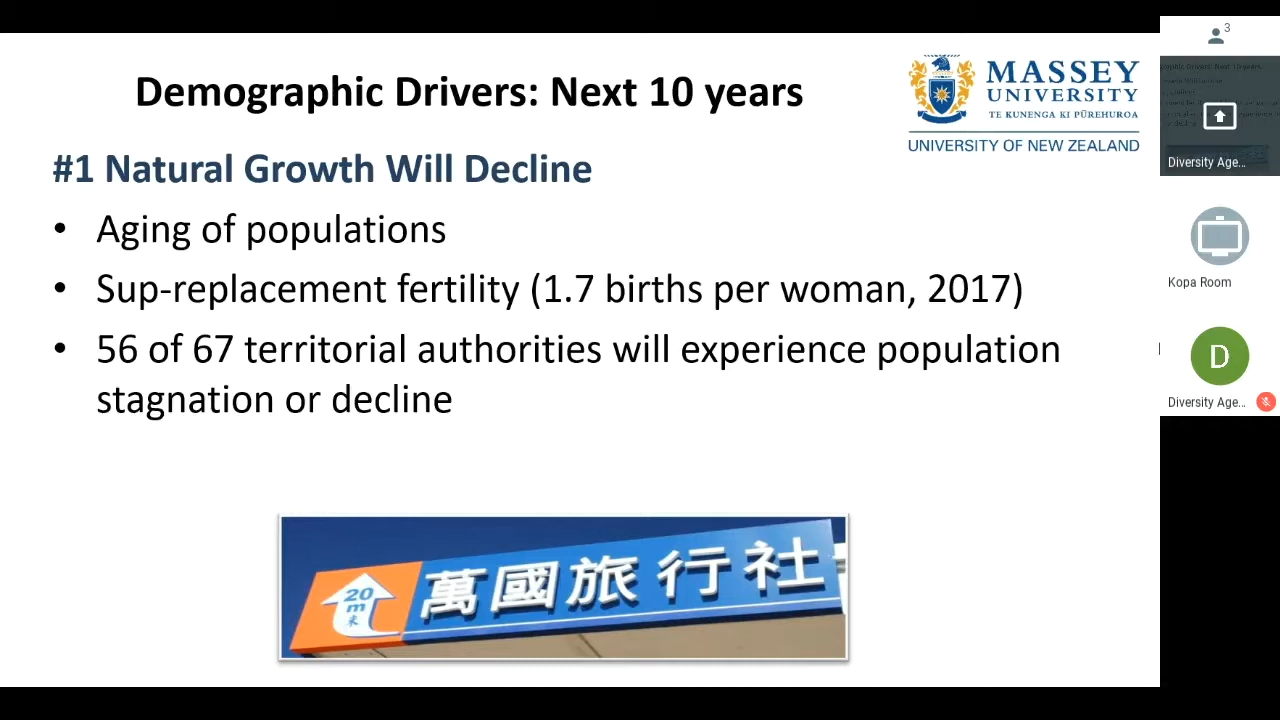 Demographic Drivers: Next 10 years
MASSEY
UNIVERSITY
TE KUNENGA KI PŪREHUROA
UNIVERSITY OF NEW ZEALAND
#1 Natural Growth Will Decline
• Aging of populations
• Sup-replacement fertility (1.7 births per woman, 2017)
• 56 of 67 territorial authorities will experience population
stagnation or decline
20
m
米
萬國旅行社
3
Diversity Age...
Kopa Room
D
Diversity Age...